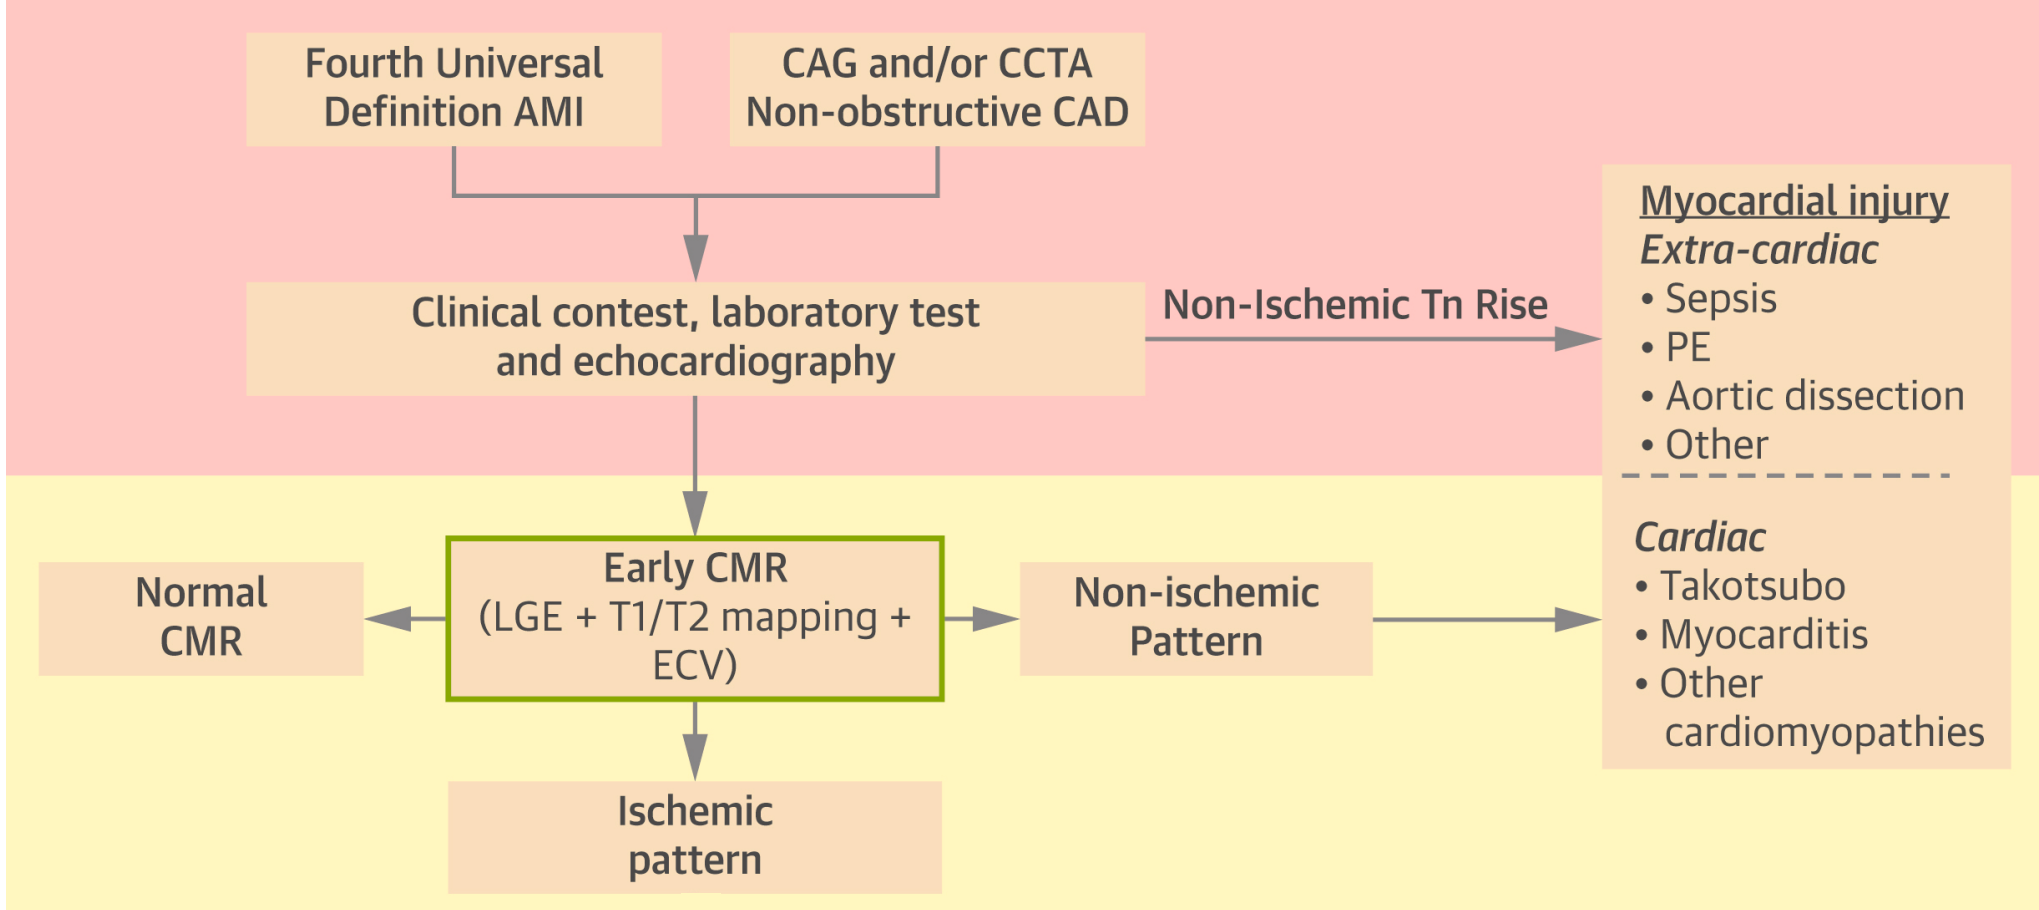 Fourth Universal
Definition AMI
CAG and/or CCTA
Non-obstructive CAD
Clinical contest, laboratory test
and echocardiography
Non-Ischemic Tn Rise
Myocardial injury
Extra-cardiac
• Sepsis
• PE
• Aortic dissection
• Other
Cardiac
• Takotsubo
• Myocarditis
• Other
cardiomyopathies
Normal
CMR
Early CMR
(LGE + T1/T2 mapping +
ECV)
Non-ischemic
Pattern
Ischemic
pattern